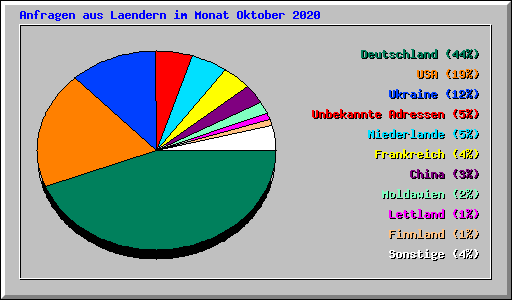 Anfragen aus Laendern im Monat Oktober 2020
Deutschland (44%)
USA (19%)
Ukraine (12%)
Unbekannte Adressen (5%)
Niederlande (5%)
Frankreich (4%)
China (3%)
Moldawien (2%)
Lettland (1%)
Finnland (1%)
Sonstige (4%)